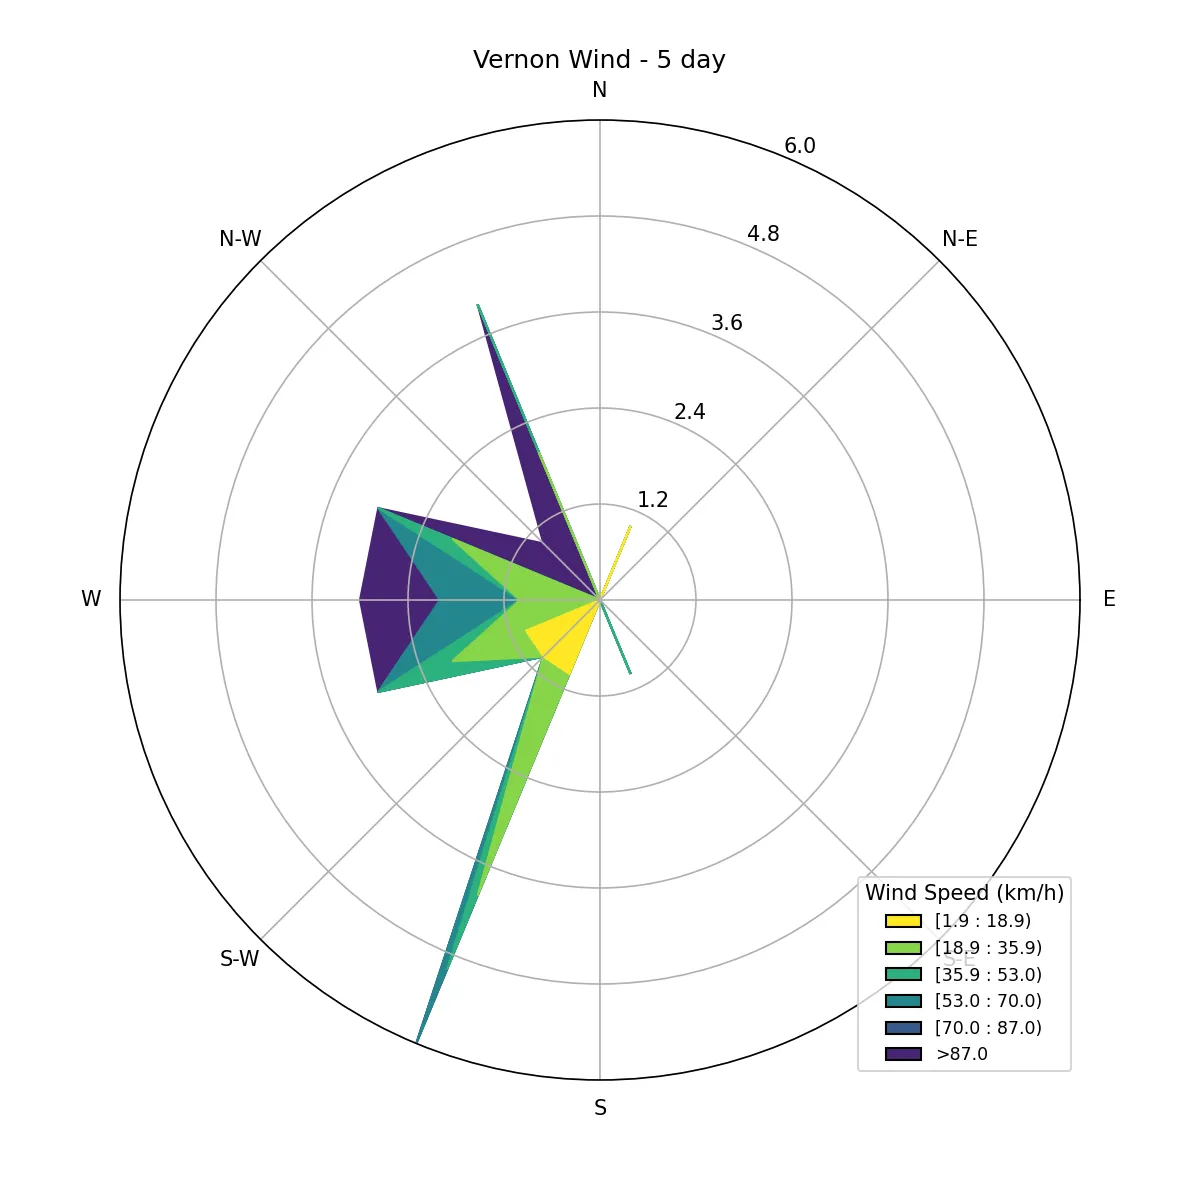 Vernon Wind - 5 day
N
6.0
4.8
N-W
N-E
3.6
2.4
1.2
W
E
Wind Speed (km/h)
[1.9 : 18.9)
[18.9 : 35.9)
S-W
S-E
[35.9 : 53.0)
[53.0 : 70.0)
[70.0 : 87.0)
>87.0
S